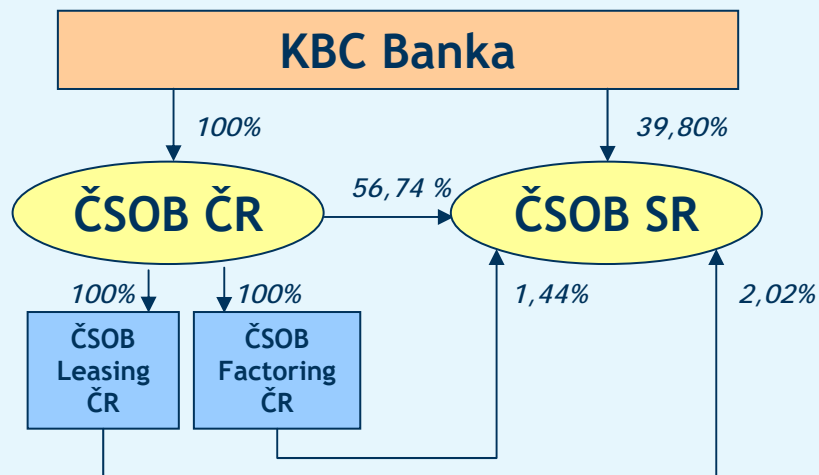 KBC Banka
100%
39,80%
ČSOB ČR
56,74 %
ČSOB SR
100%
100%
1,44%
2,02%
ČSOB
Leasing
ČR
ČSOB
Factoring
ČR